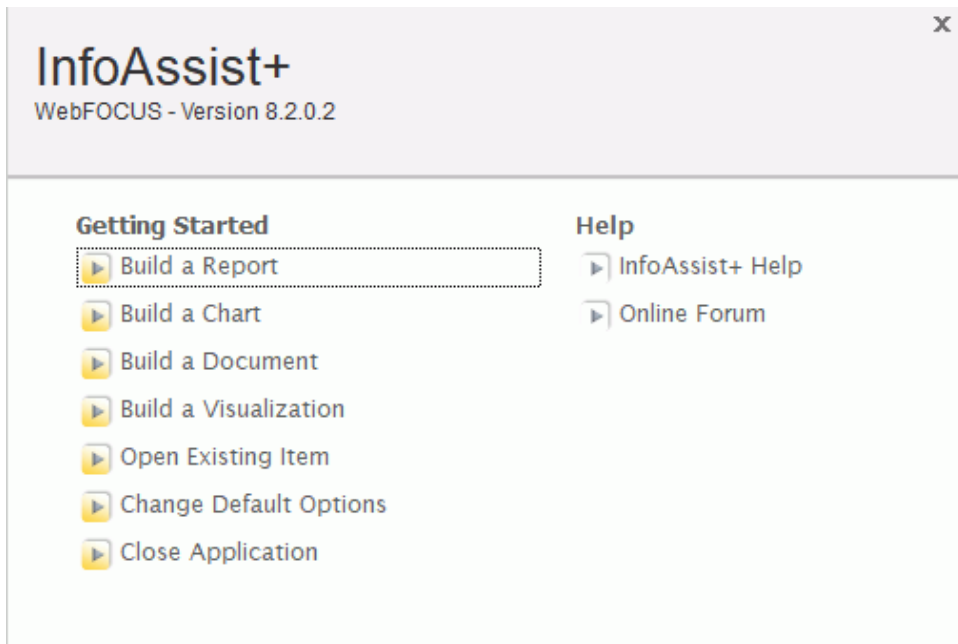 X
InfoAssist+
WebFOCUS - Version 8.2.0.2
Getting Started
Build a Report
Build a Chart
Build a Document
Build a Visualization
Open Existing Item
Change Default Options
Close Application
Help
InfoAssist+ Help
Online Forum